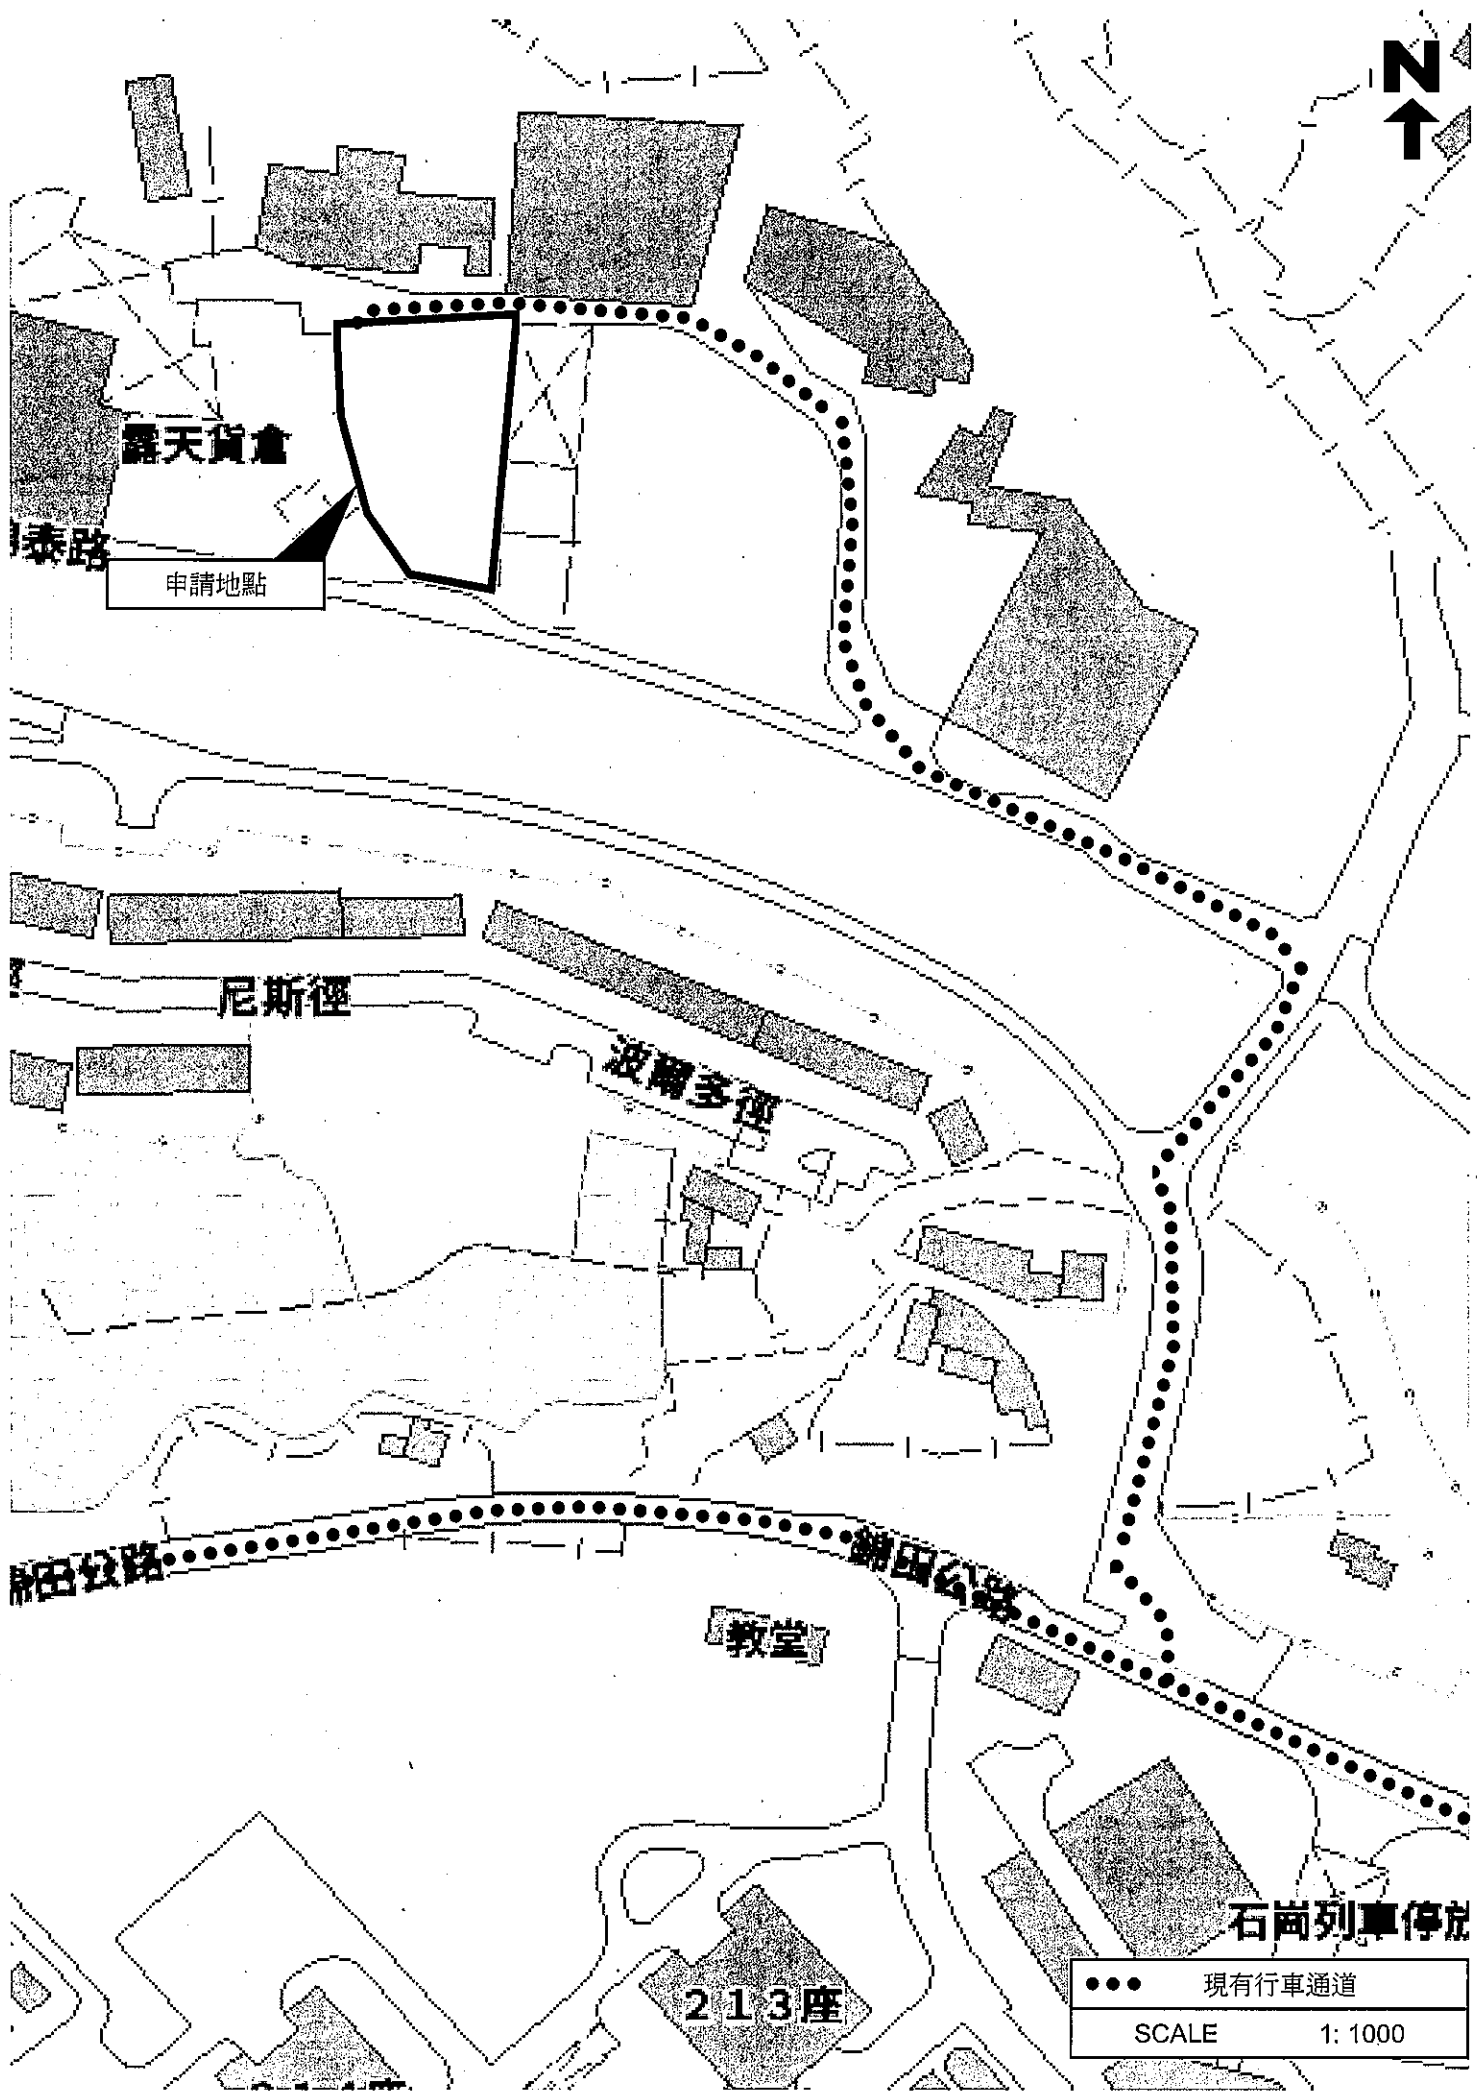 N
露天貨倉
泰路
申請地點
尼斯徑
波爾多徑
田公路
錦田公路
教堂
石崗列車停放
213座
現有行車通道
SCALE 1: 1000